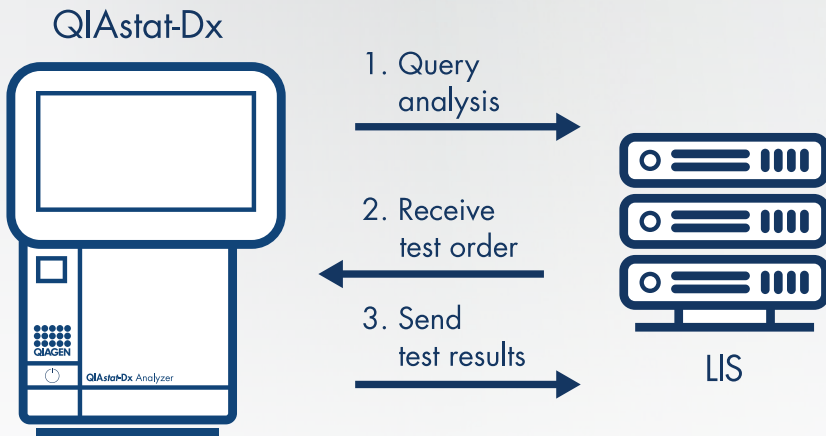 QIAstat-Dx
1. Query
analysis
2. Receive
test order
3. Send
test results
QIAGEN
QIAstat-Dx Analyzer
LIS